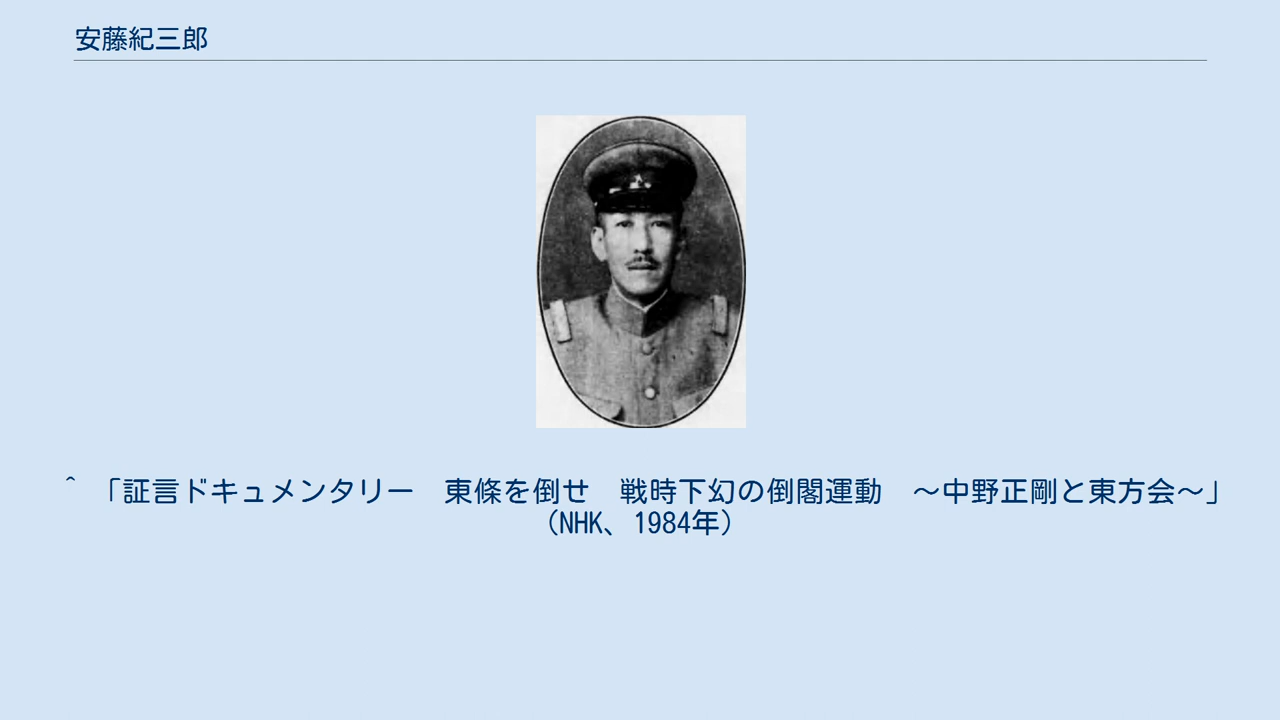 安藤紀三郎
^ 「証言ドキュメンタリー　東條を倒せ　戦時下幻の倒閣運動　～中野正剛と東方会～」
（NHK、1984年）